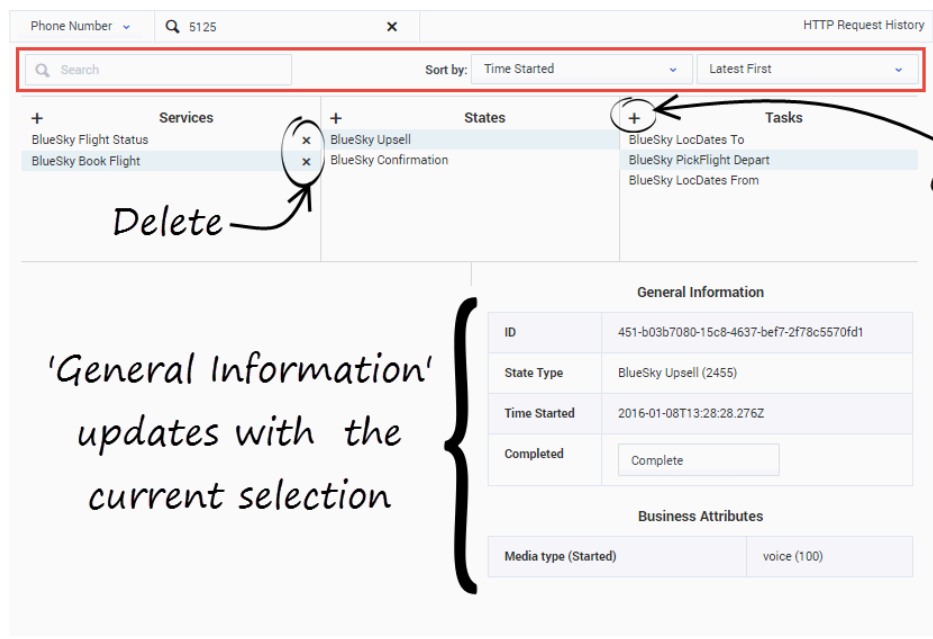 Phone Number 5125 × HTTP Request History
Search Sort by: Time Started Latest First
+ Services + States + Tasks
BlueSky Flight Status × BlueSky Upsell BlueSky LocDates To
BlueSky Book Flight × BlueSky Confirmation BlueSky PickFlight Depart
BlueSky LocDates From
Delete
General Information
ID 451-b03b7080-15c8-4637-bef7-2f78c5570fd1
State Type BlueSky Upsell (2455)
Time Started 2016-01-08T13:28:28.276Z
Completed Complete
'General Information'
updates with the
current selection
Business Attributes
Media type (Started) voice (100)